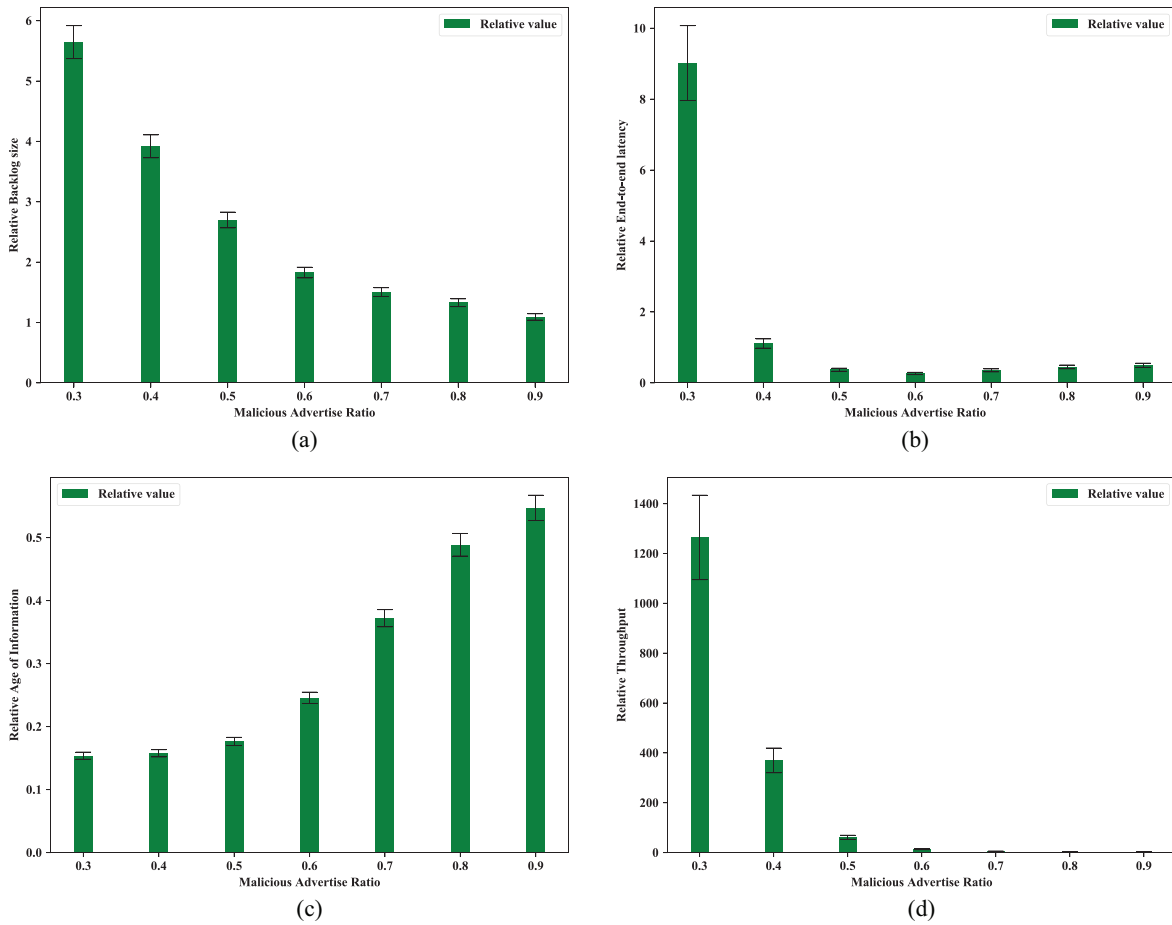 Relative value
6
5
4
3
2
1
0
Relative Backlog size
0.3 0.4 0.5 0.6 0.7 0.8 0.9
Malicious Advertise Ratio
(a)
Relative value
10
8
6
4
2
0
Relative End-to-end latency
0.3 0.4 0.5 0.6 0.7 0.8 0.9
Malicious Advertise Ratio
(b)
Relative value
0.5
0.4
0.3
0.2
0.1
0.0
Relative Age of Information
0.3 0.4 0.5 0.6 0.7 0.8 0.9
Malicious Advertise Ratio
(c)
Relative value
1400
1200
1000
800
600
400
200
0
Relative Throughput
0.3 0.4 0.5 0.6 0.7 0.8 0.9
Malicious Advertise Ratio
(d)